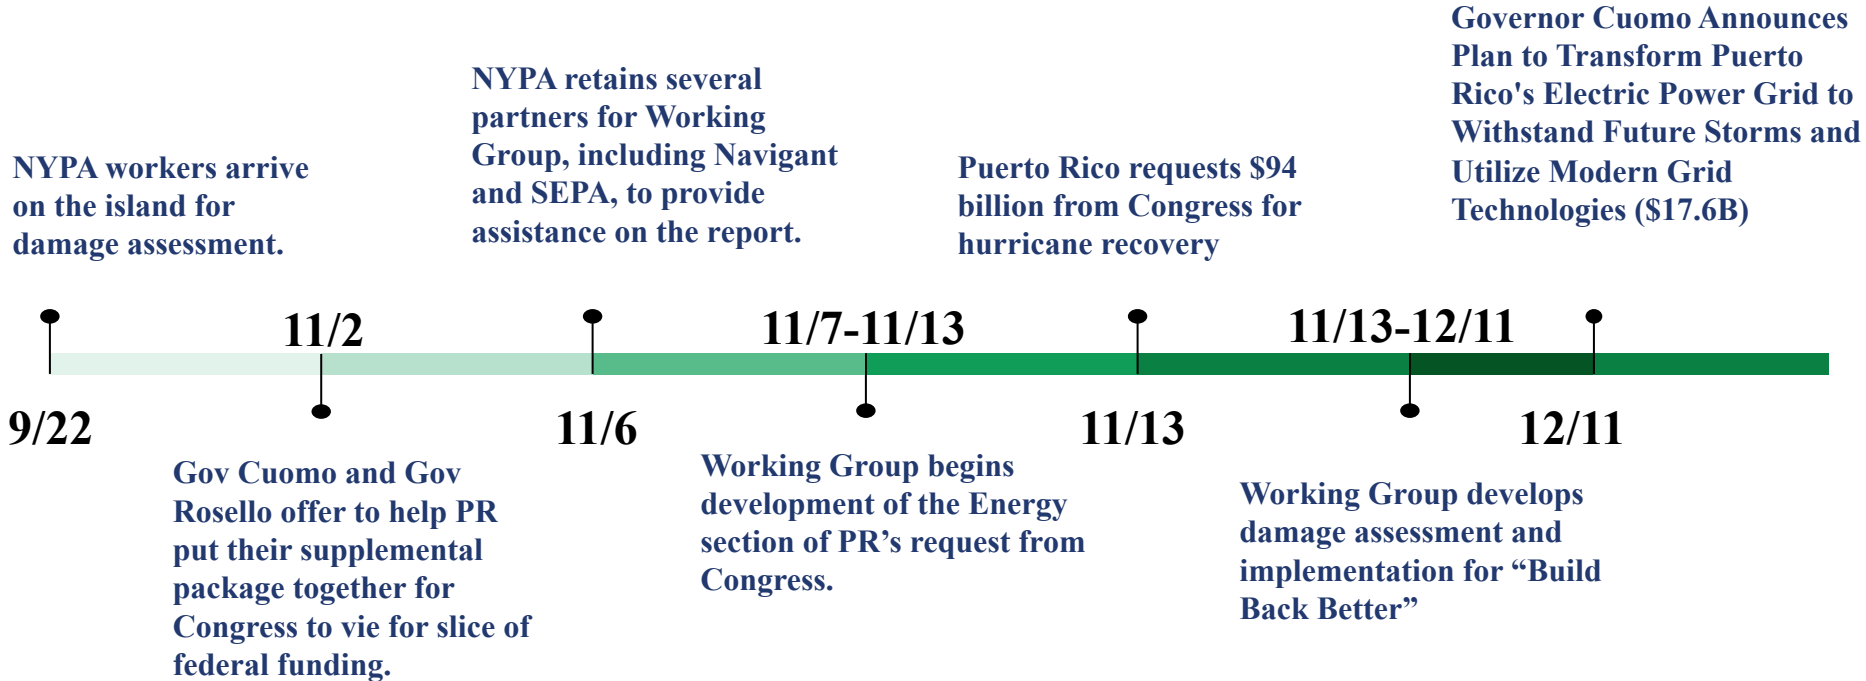 NYPA workers arrive
on the island for
damage assessment.
9/22
11/2
Gov Cuomo and Gov
Rosello offer to help PR
put their supplemental
package together for
Congress to vie for slice of
federal funding.
NYPA retains several
partners for Working
Group, including Navigant
and SEPA, to provide
assistance on the report.
11/6
11/7-11/13
Working Group begins
development of the Energy
section of PR’s request from
Congress.
Puerto Rico requests $94
billion from Congress for
hurricane recovery
11/13
11/13-12/11
Working Group develops
damage assessment and
implementation for “Build
Back Better”
Governor Cuomo Announces
Plan to Transform Puerto
Rico's Electric Power Grid to
Withstand Future Storms and
Utilize Modern Grid
Technologies ($17.6B)
12/11